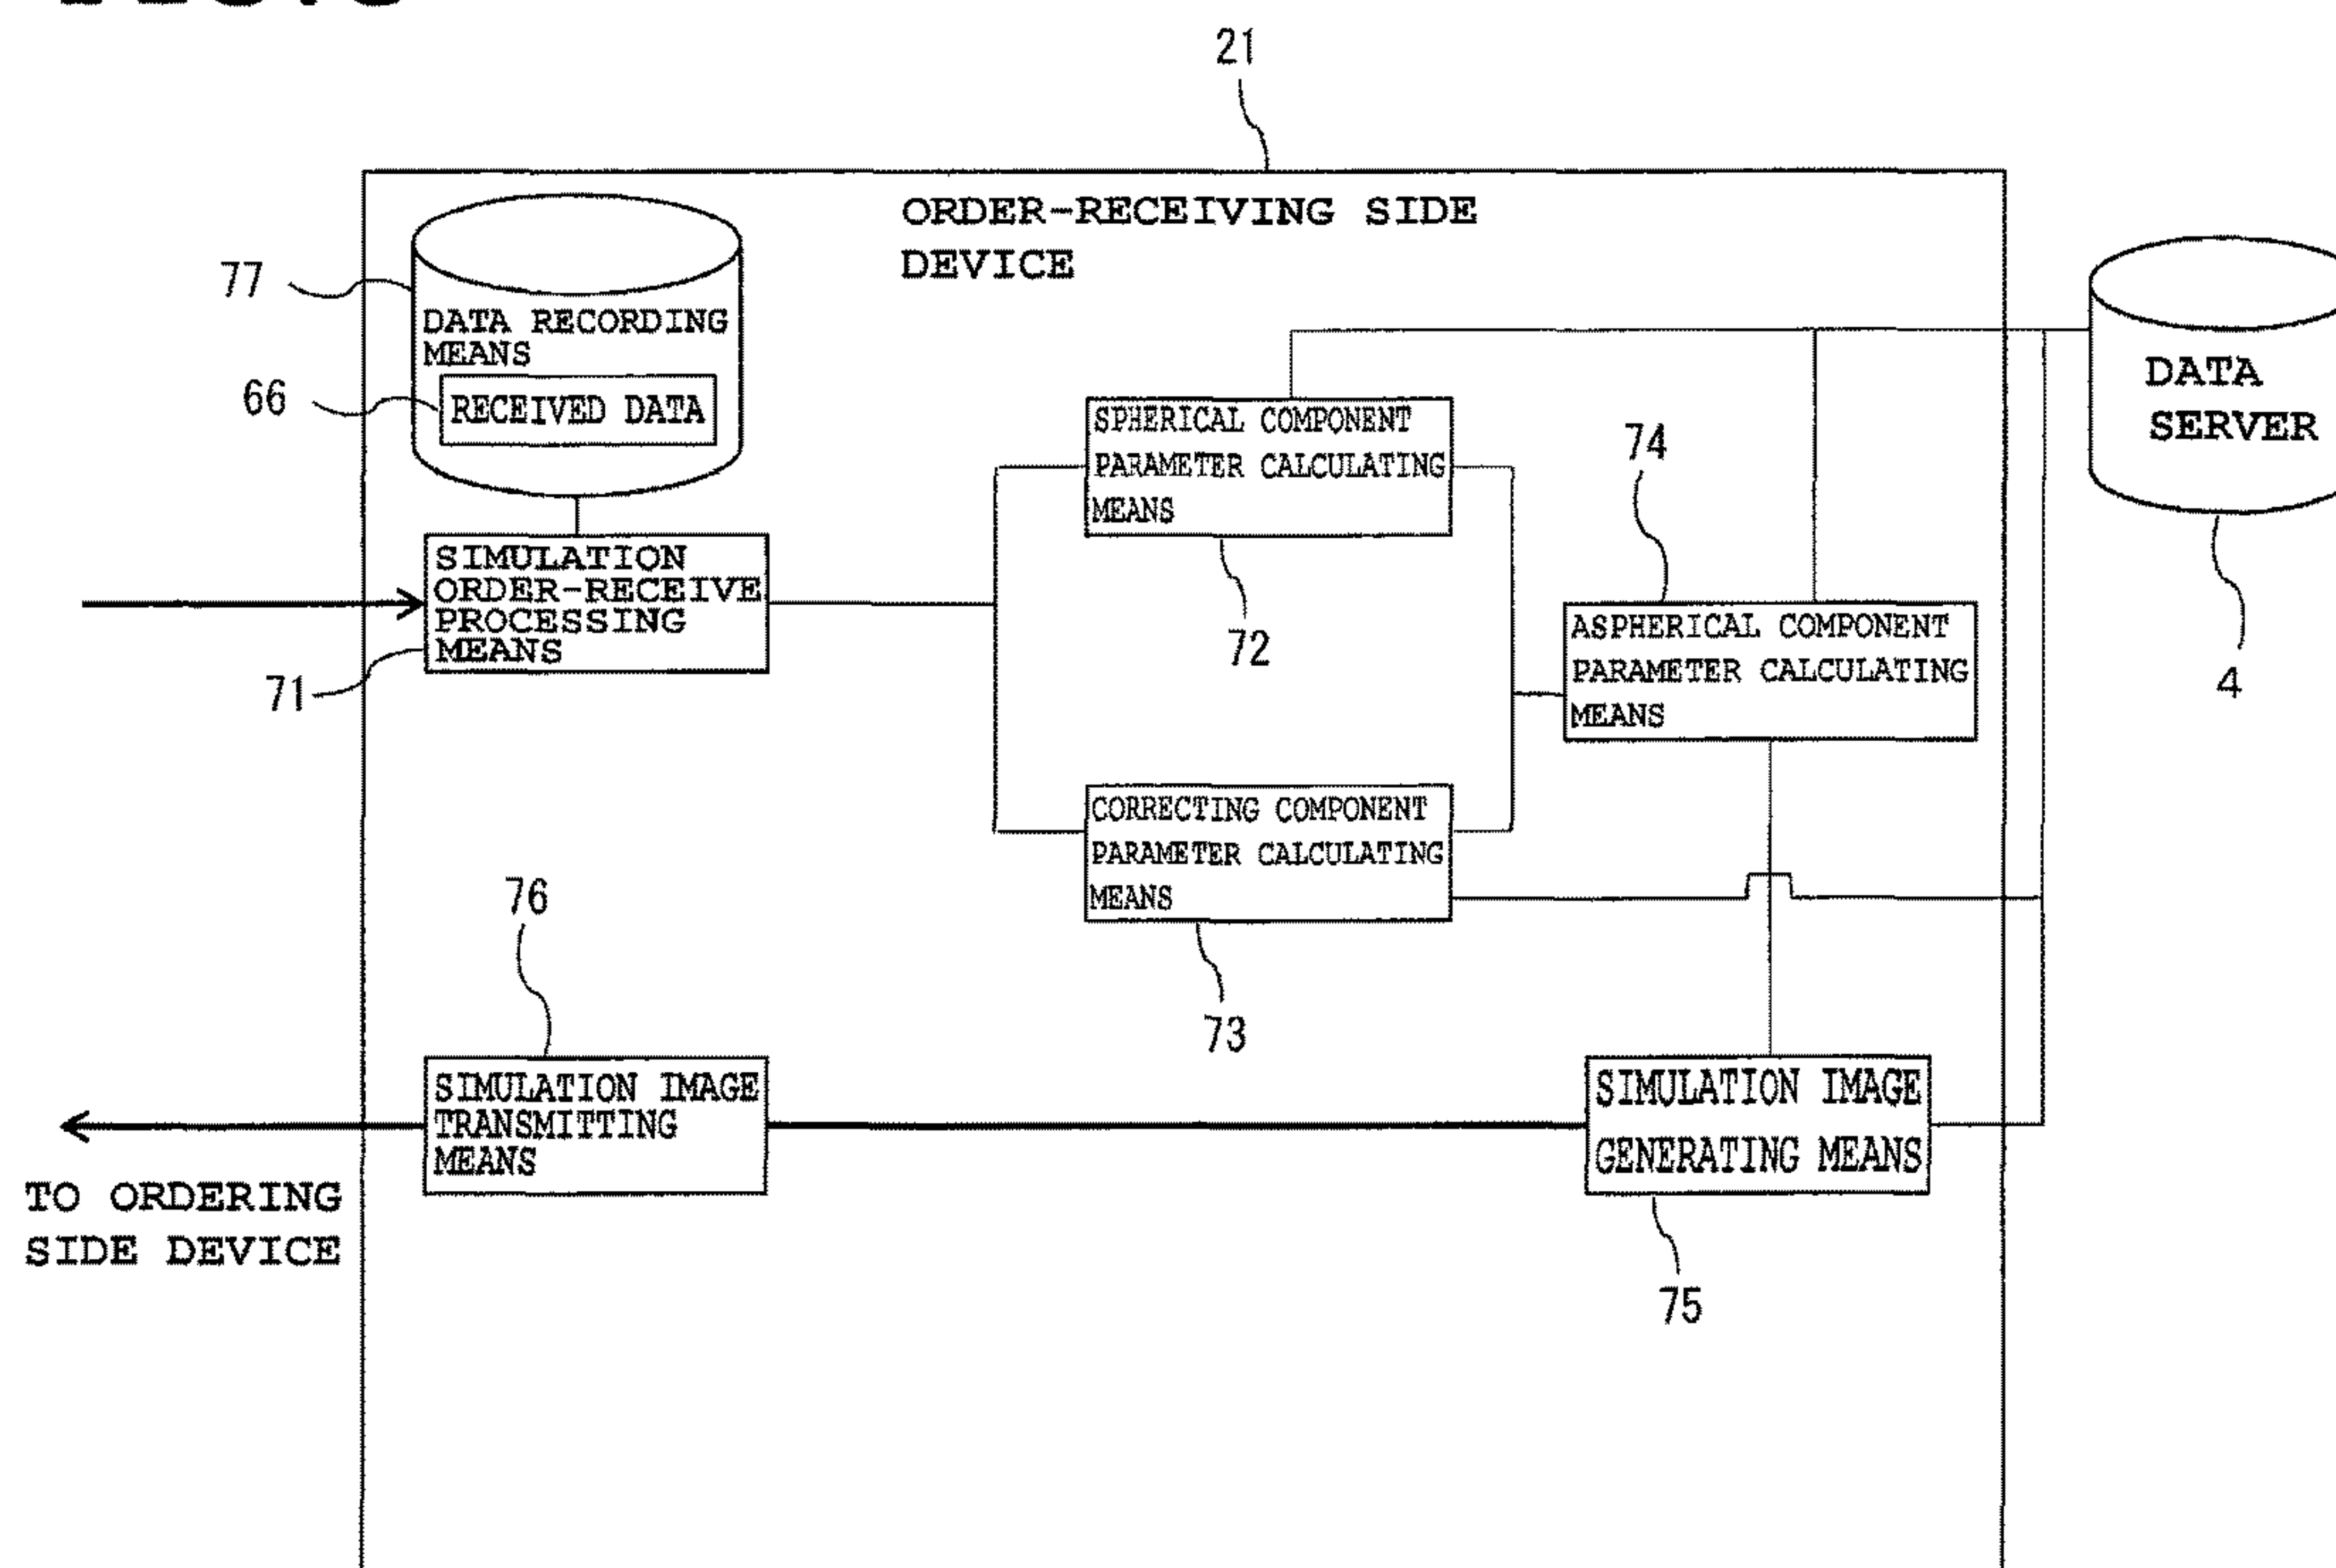 21
ORDER-RECEIVING SIDE
DEVICE
77
DATA RECORDING
MEANS
66
RECEIVED DATA
SPHERICAL COMPONENT
PARAMETER CALCULATING
MEANS
72
74
DATA
SERVER
4
SIMULATION
ORDER-RECEIVE
PROCESSING
MEANS
71
ASPHERICAL COMPONENT
PARAMETER CALCULATING
MEANS
CORRECTING COMPONENT
PARAMETER CALCULATING
MEANS
73
76
SIMULATION IMAGE
TRANSMITTING
MEANS
SIMULATION IMAGE
GENERATING MEANS
75
TO ORDERING
SIDE DEVICE